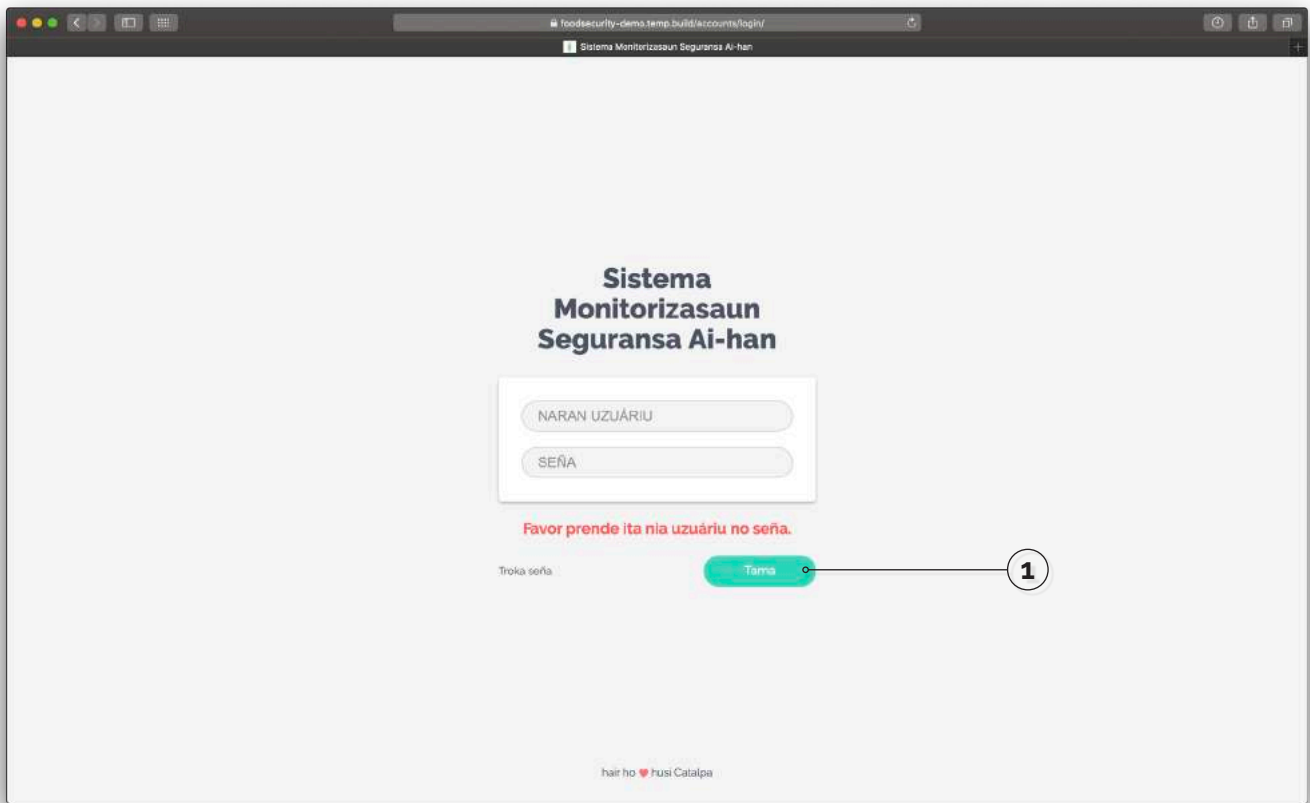 foodsecurity-demo.temp.build/accounts/login/
Sistema Monitorizasaun Seguransa Ai-han
Sistema
Monitorizasaun
Seguransa Ai-han
NARAN UZUÁRIU
SEÑA
Favor prende ita nia uzuáriu no seña.
Troka seña
Tama
1
hair ho ❤ husi Catalpa